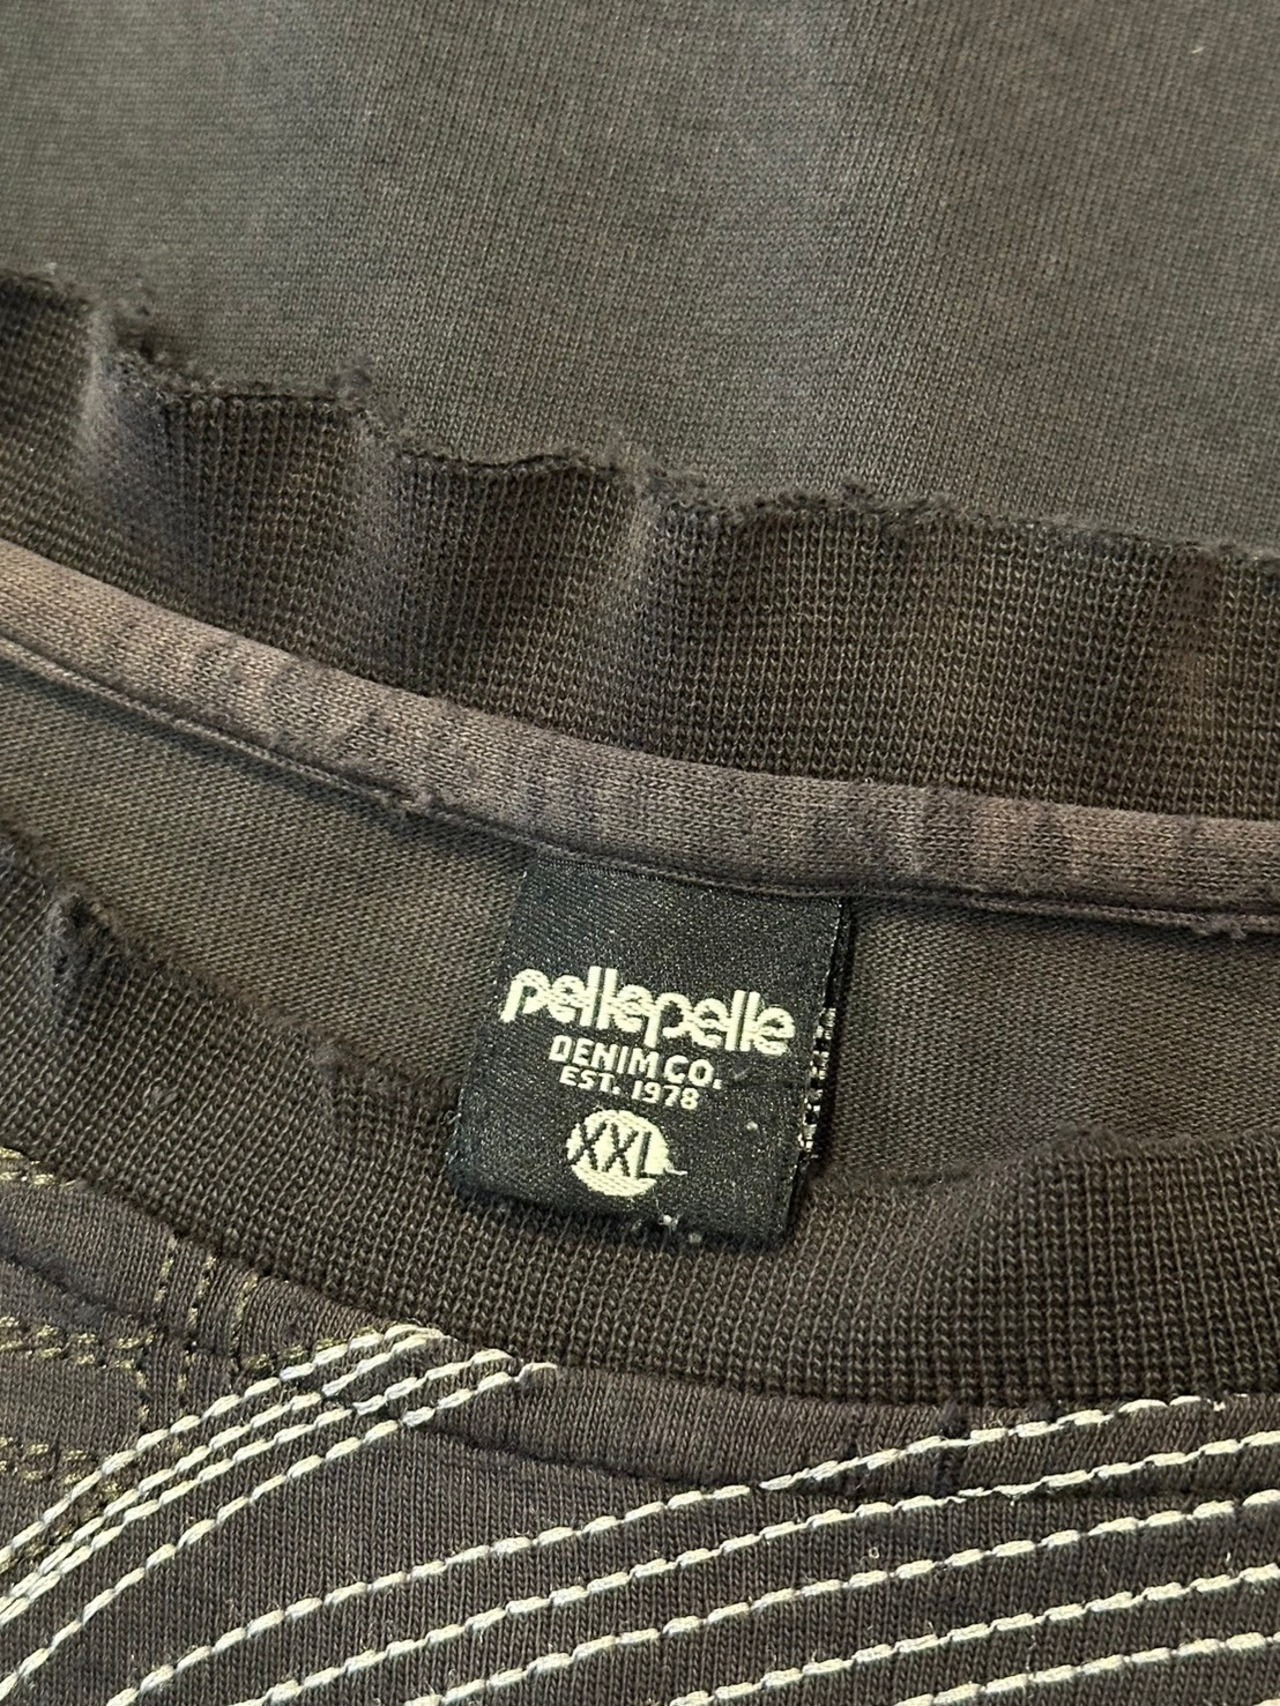 pellepelle
DENIM CO.
EST. 1978
XXL